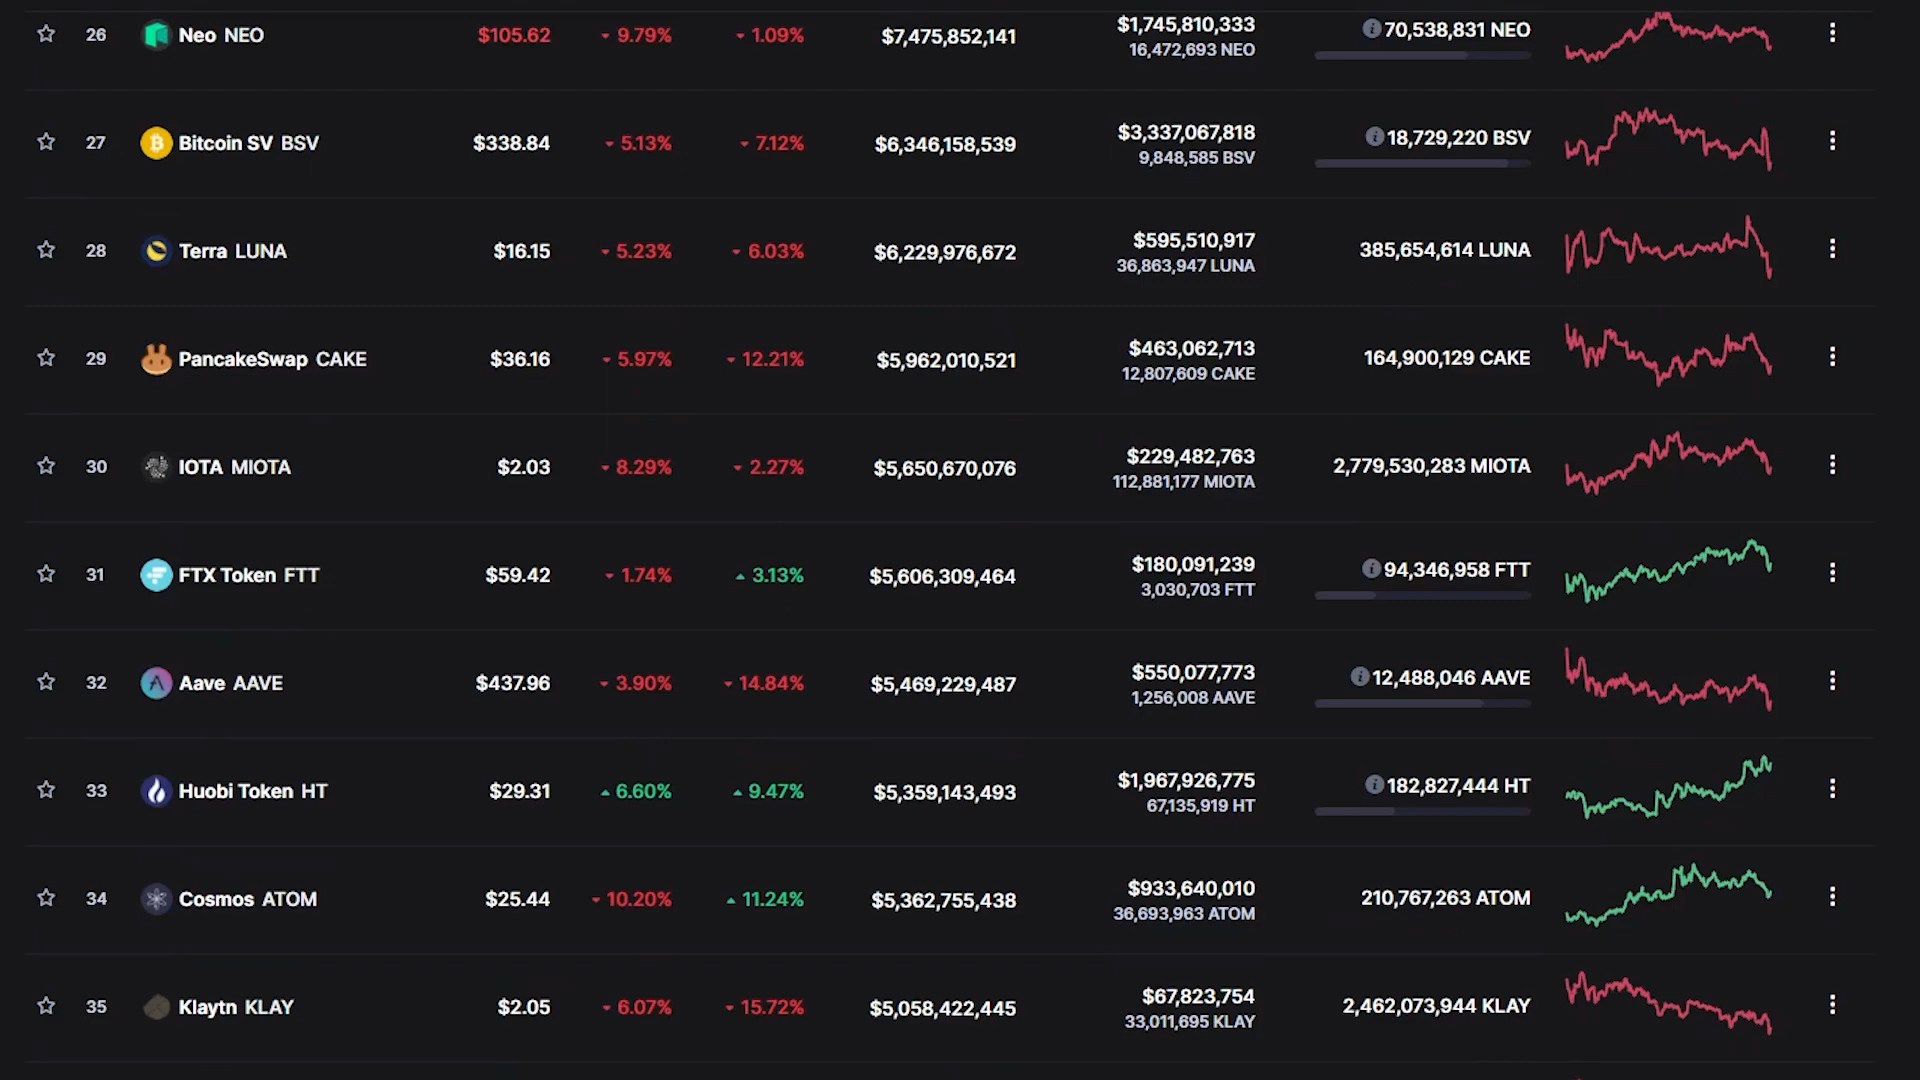 26 Neo NEO $105.62 9.79% 1.09% $7,475,852,141 $1,745,810,333 70,538,831 NEO
16,472,693 NEO
27 Bitcoin SV BSV $338.84 5.13% 7.12% $6,346,158,539 $3,337,067,818 18,729,220 BSV
9,848,585 BSV
28 Terra LUNA $16.15 5.23% 6.03% $6,229,976,672 $595,510,917 385,654,614 LUNA
36,863,947 LUNA
29 PancakeSwap CAKE $36.16 5.97% 12.21% $5,962,010,521 $463,062,713 164,900,129 CAKE
12,807,609 CAKE
30 IOTA MIOTA $2.03 8.29% 2.27% $5,650,670,076 $229,482,763 2,779,530,283 MIOTA
112,881,177 MIOTA
31 FTX Token FTT $59.42 1.74% 3.13% $5,606,309,464 $180,091,239 94,346,958 FTT
3,030,703 FTT
32 Aave AAVE $437.96 3.90% 14.84% $5,469,229,487 $550,077,773 12,488,046 AAVE
1,256,008 AAVE
33 Huobi Token HT $29.31 6.60% 9.47% $5,359,143,493 $1,967,926,775 182,827,444 HT
67,135,919 HT
34 Cosmos ATOM $25.44 10.20% 11.24% $5,362,755,438 $933,640,010 210,767,263 ATOM
36,693,963 ATOM
35 Klaytn KLAY $2.05 6.07% 15.72% $5,058,422,445 $67,823,754 2,462,073,944 KLAY
33,011,695 KLAY